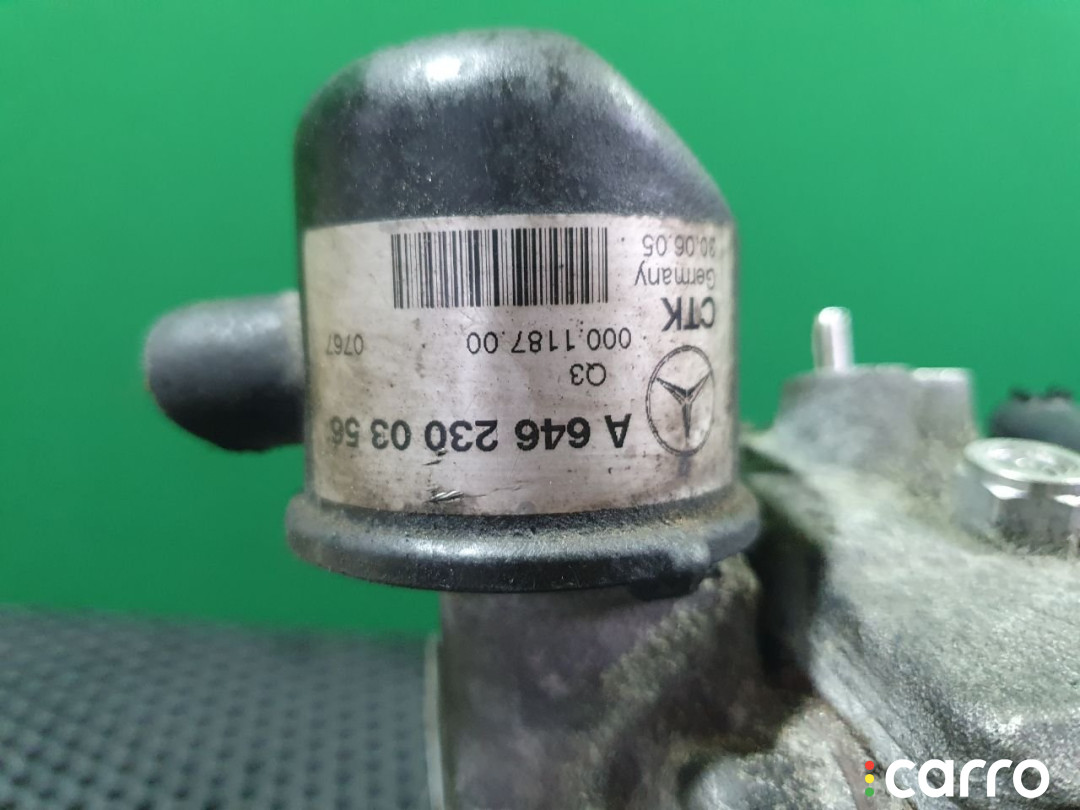 A 646 230 03 56
Q3
000.1187.00 0767
CTK
Germany
30.06.05
carro